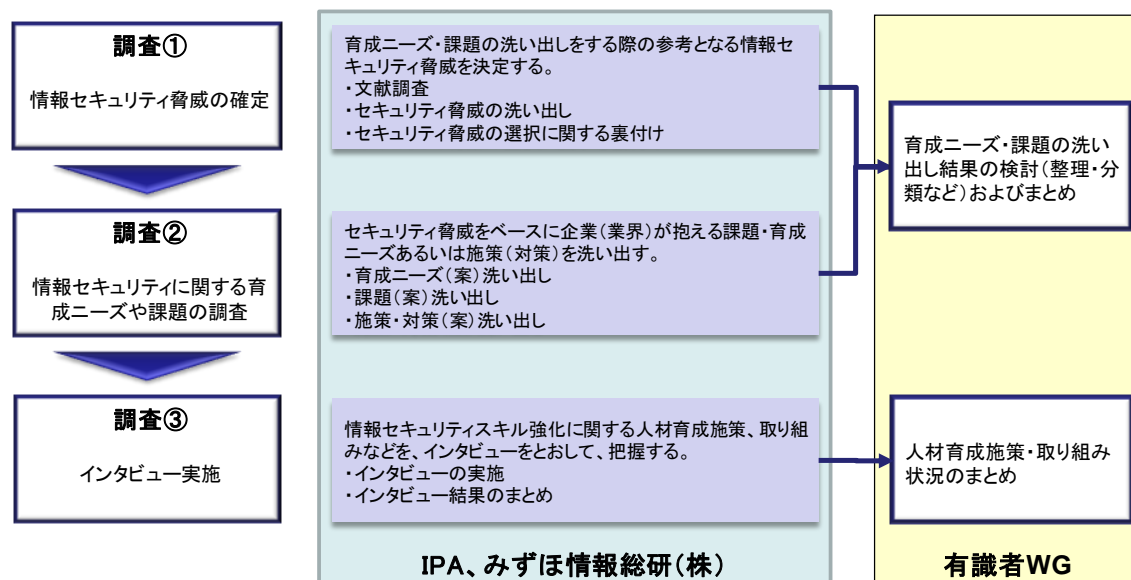 調査①
情報セキュリティ脅威の確定
調査②
情報セキュリティに関する育
成ニーズや課題の調査
調査③
インタビュー実施
育成ニーズ・課題の洗い出しをする際の参考となる情報セ
キュリティ脅威を決定する。
・文献調査
・セキュリティ脅威の洗い出し
・セキュリティ脅威の選択に関する裏付け
セキュリティ脅威をベースに企業(業界)が抱える課題・育成
ニーズあるいは施策(対策)を洗い出す。
・育成ニーズ(案)洗い出し
・課題(案)洗い出し
・施策・対策(案)洗い出し
情報セキュリティスキル強化に関する人材育成施策、取り組
みなどを、インタビューをとおして、把握する。
・インタビューの実施
・インタビュー結果のまとめ
IPA、みずほ情報総研(株)
育成ニーズ・課題の洗い
出し結果の検討(整理・分
類など)およびまとめ
人材育成施策・取り組み
状況のまとめ
有識者WG